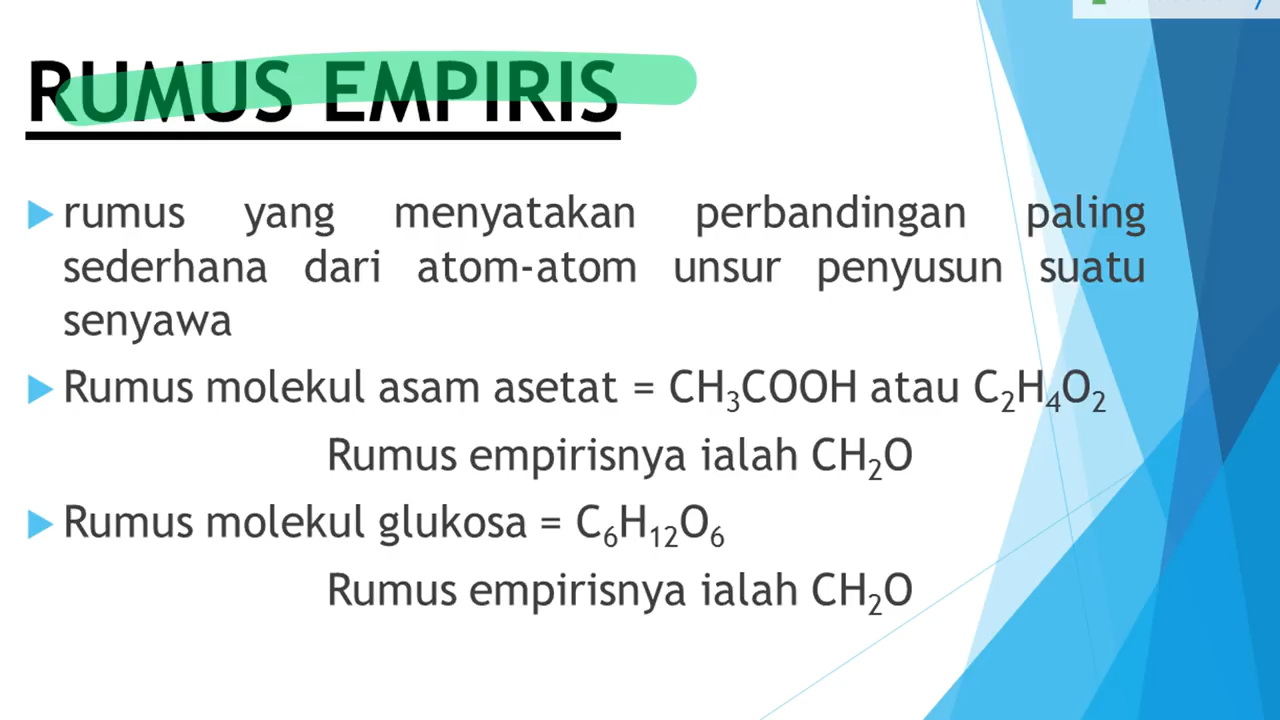 RUMUS EMPIRIS
rumus yang menyatakan perbandingan paling
sederhana dari atom-atom unsur penyusun suatu
senyawa
Rumus molekul asam asetat = CH₃COOH atau C₂H₄O₂
Rumus empirisnya ialah CH₂O
Rumus molekul glukosa = C₆H₁₂O₆
Rumus empirisnya ialah CH₂O